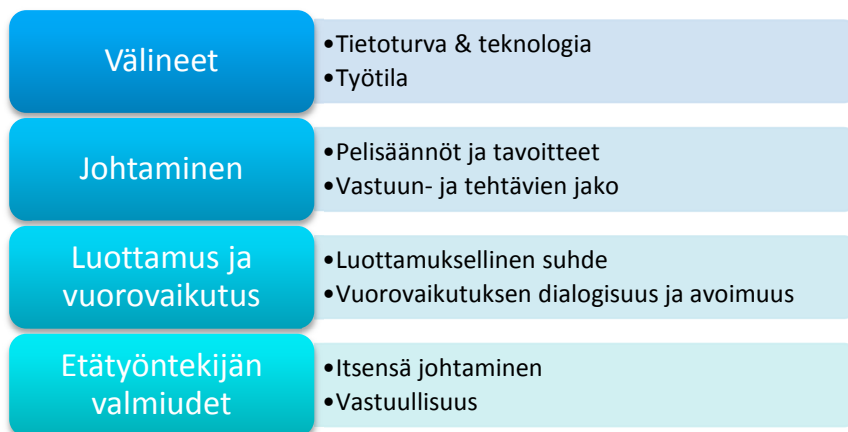 Välineet
•Tietoturva & teknologia
•Työtila
Johtaminen
•Pelisäännöt ja tavoitteet
•Vastuun- ja tehtävien jako
Luottamus ja
vuorovaikutus
•Luottamuksellinen suhde
•Vuorovaikutuksen dialogisuus ja avoimuus
Etätyöntekijän
valmiudet
•Itsensä johtaminen
•Vastuullisuus